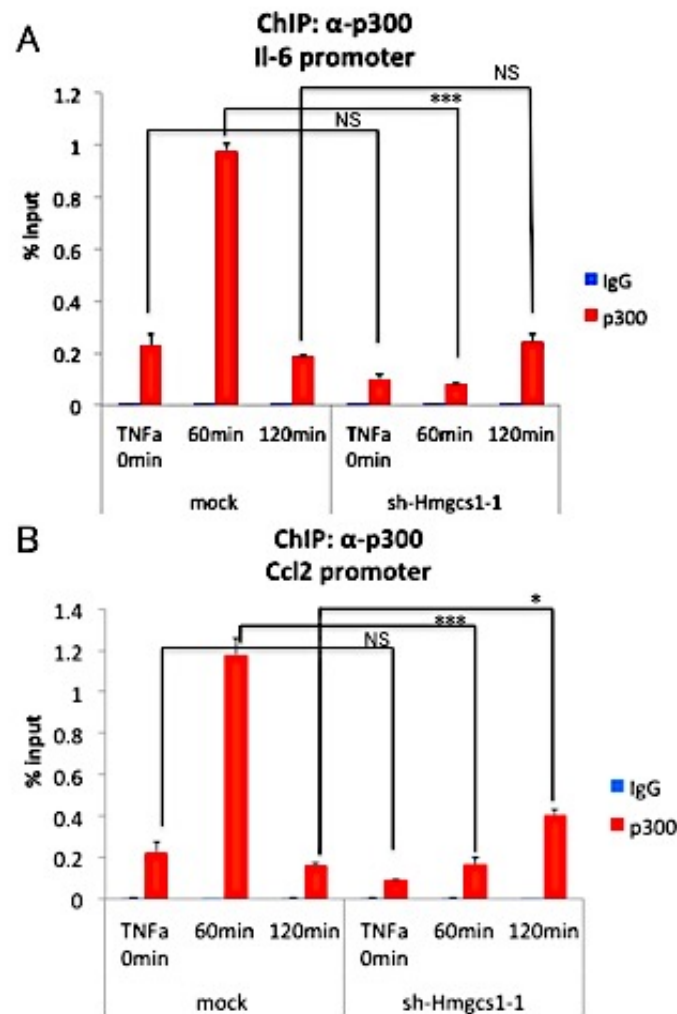 A
ChIP: α-p300
Il-6 promoter
NS
***
NS
1.2
1
0.8
0.6
0.4
0.2
0
% input
IgG
p300
TNFa 60min 120min TNFa 60min 120min
0min 0min
mock sh-Hmgcs1-1
B
ChIP: α-p300
Ccl2 promoter
*
***
NS
1.4
1.2
1
0.8
0.6
0.4
0.2
0
% input
IgG
p300
TNFa 60min 120min TNFa 60min 120min
0min 0min
mock sh-Hmgcs1-1